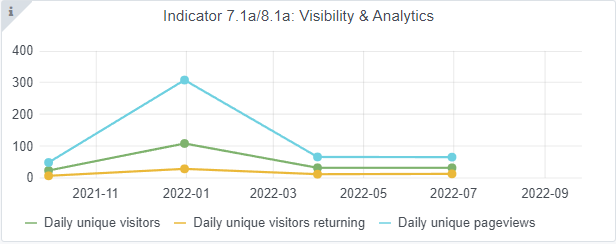 i
Indicator 7.1a/8.1a: Visibility & Analytics
400
300
200
100
0
2021-11 2022-01 2022-03 2022-05 2022-07 2022-09
Daily unique visitors Daily unique visitors returning Daily unique pageviews